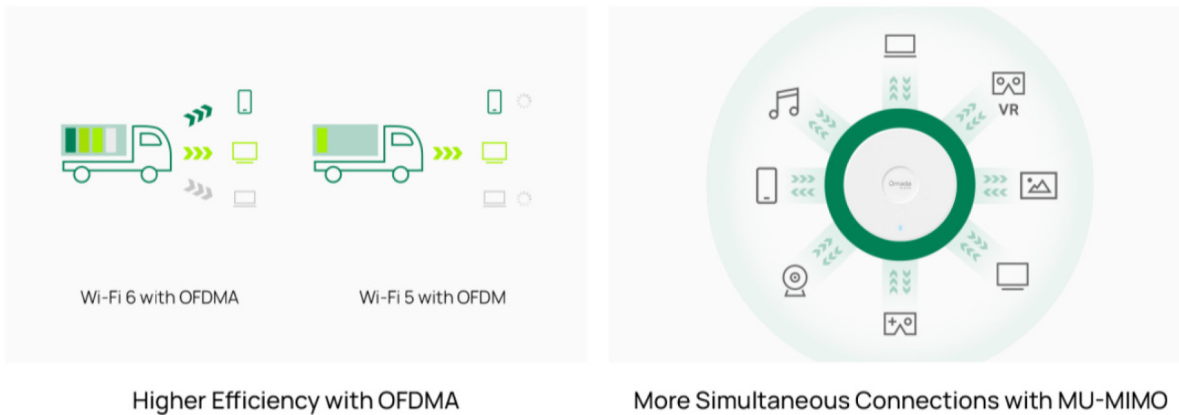 Wi-Fi 6 with OFDMA
Wi-Fi 5 with OFDM
Higher Efficiency with OFDMA
VR
Omada
More Simultaneous Connections with MU-MIMO